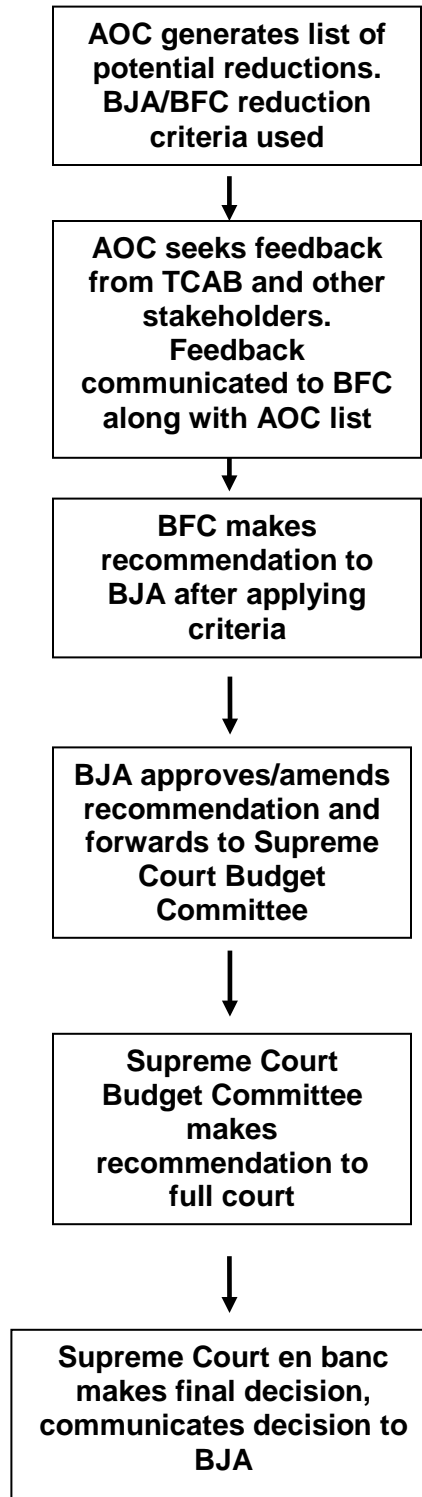 AOC generates list of
potential reductions.
BJA/BFC reduction
criteria used
AOC seeks feedback
from TCAB and other
stakeholders.
Feedback
communicated to BFC
along with AOC list
BFC makes
recommendation to
BJA after applying
criteria
BJA approves/amends
recommendation and
forwards to Supreme
Court Budget
Committee
Supreme Court
Budget Committee
makes
recommendation to
full court
Supreme Court en banc
makes final decision,
communicates decision to
BJA